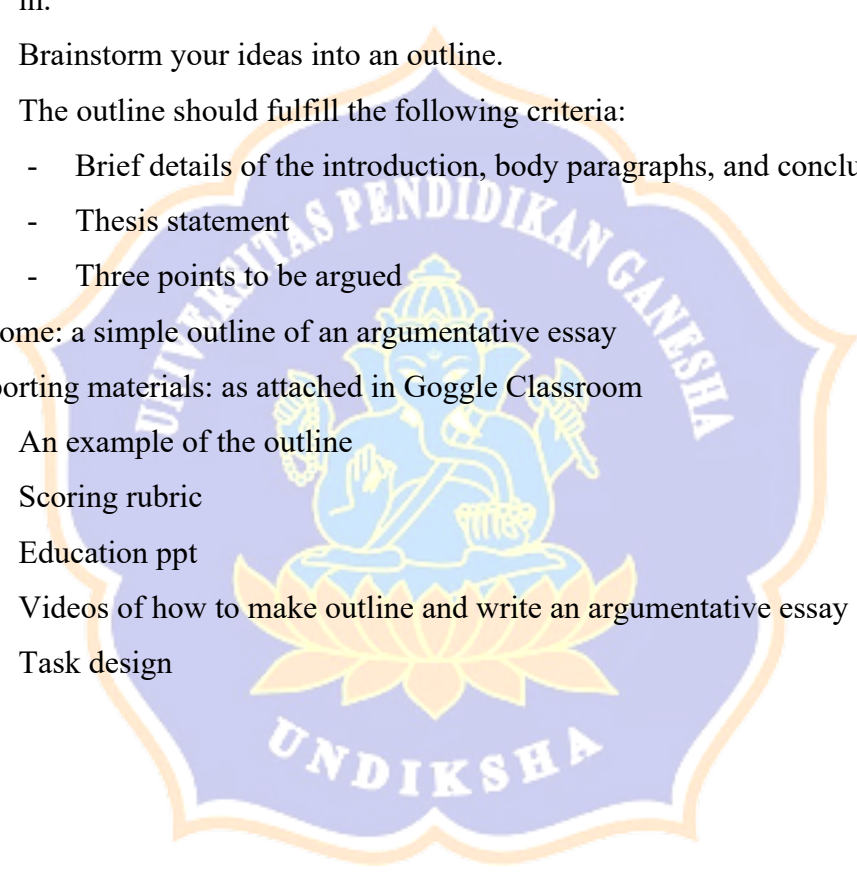 in.
Brainstorm your ideas into an outline.
The outline should fulfill the following criteria:
- Brief details of the introduction, body paragraphs, and conclu
- Thesis statement
- Three points to be argued
ome: a simple outline of an argumentative essay
porting materials: as attached in Goggle Classroom
An example of the outline
Scoring rubric
Education ppt
Videos of how to make outline and write an argumentative essay
Task design
UNIVERSITAS PENDIDIKAN GANESHA
UNDIKSHA